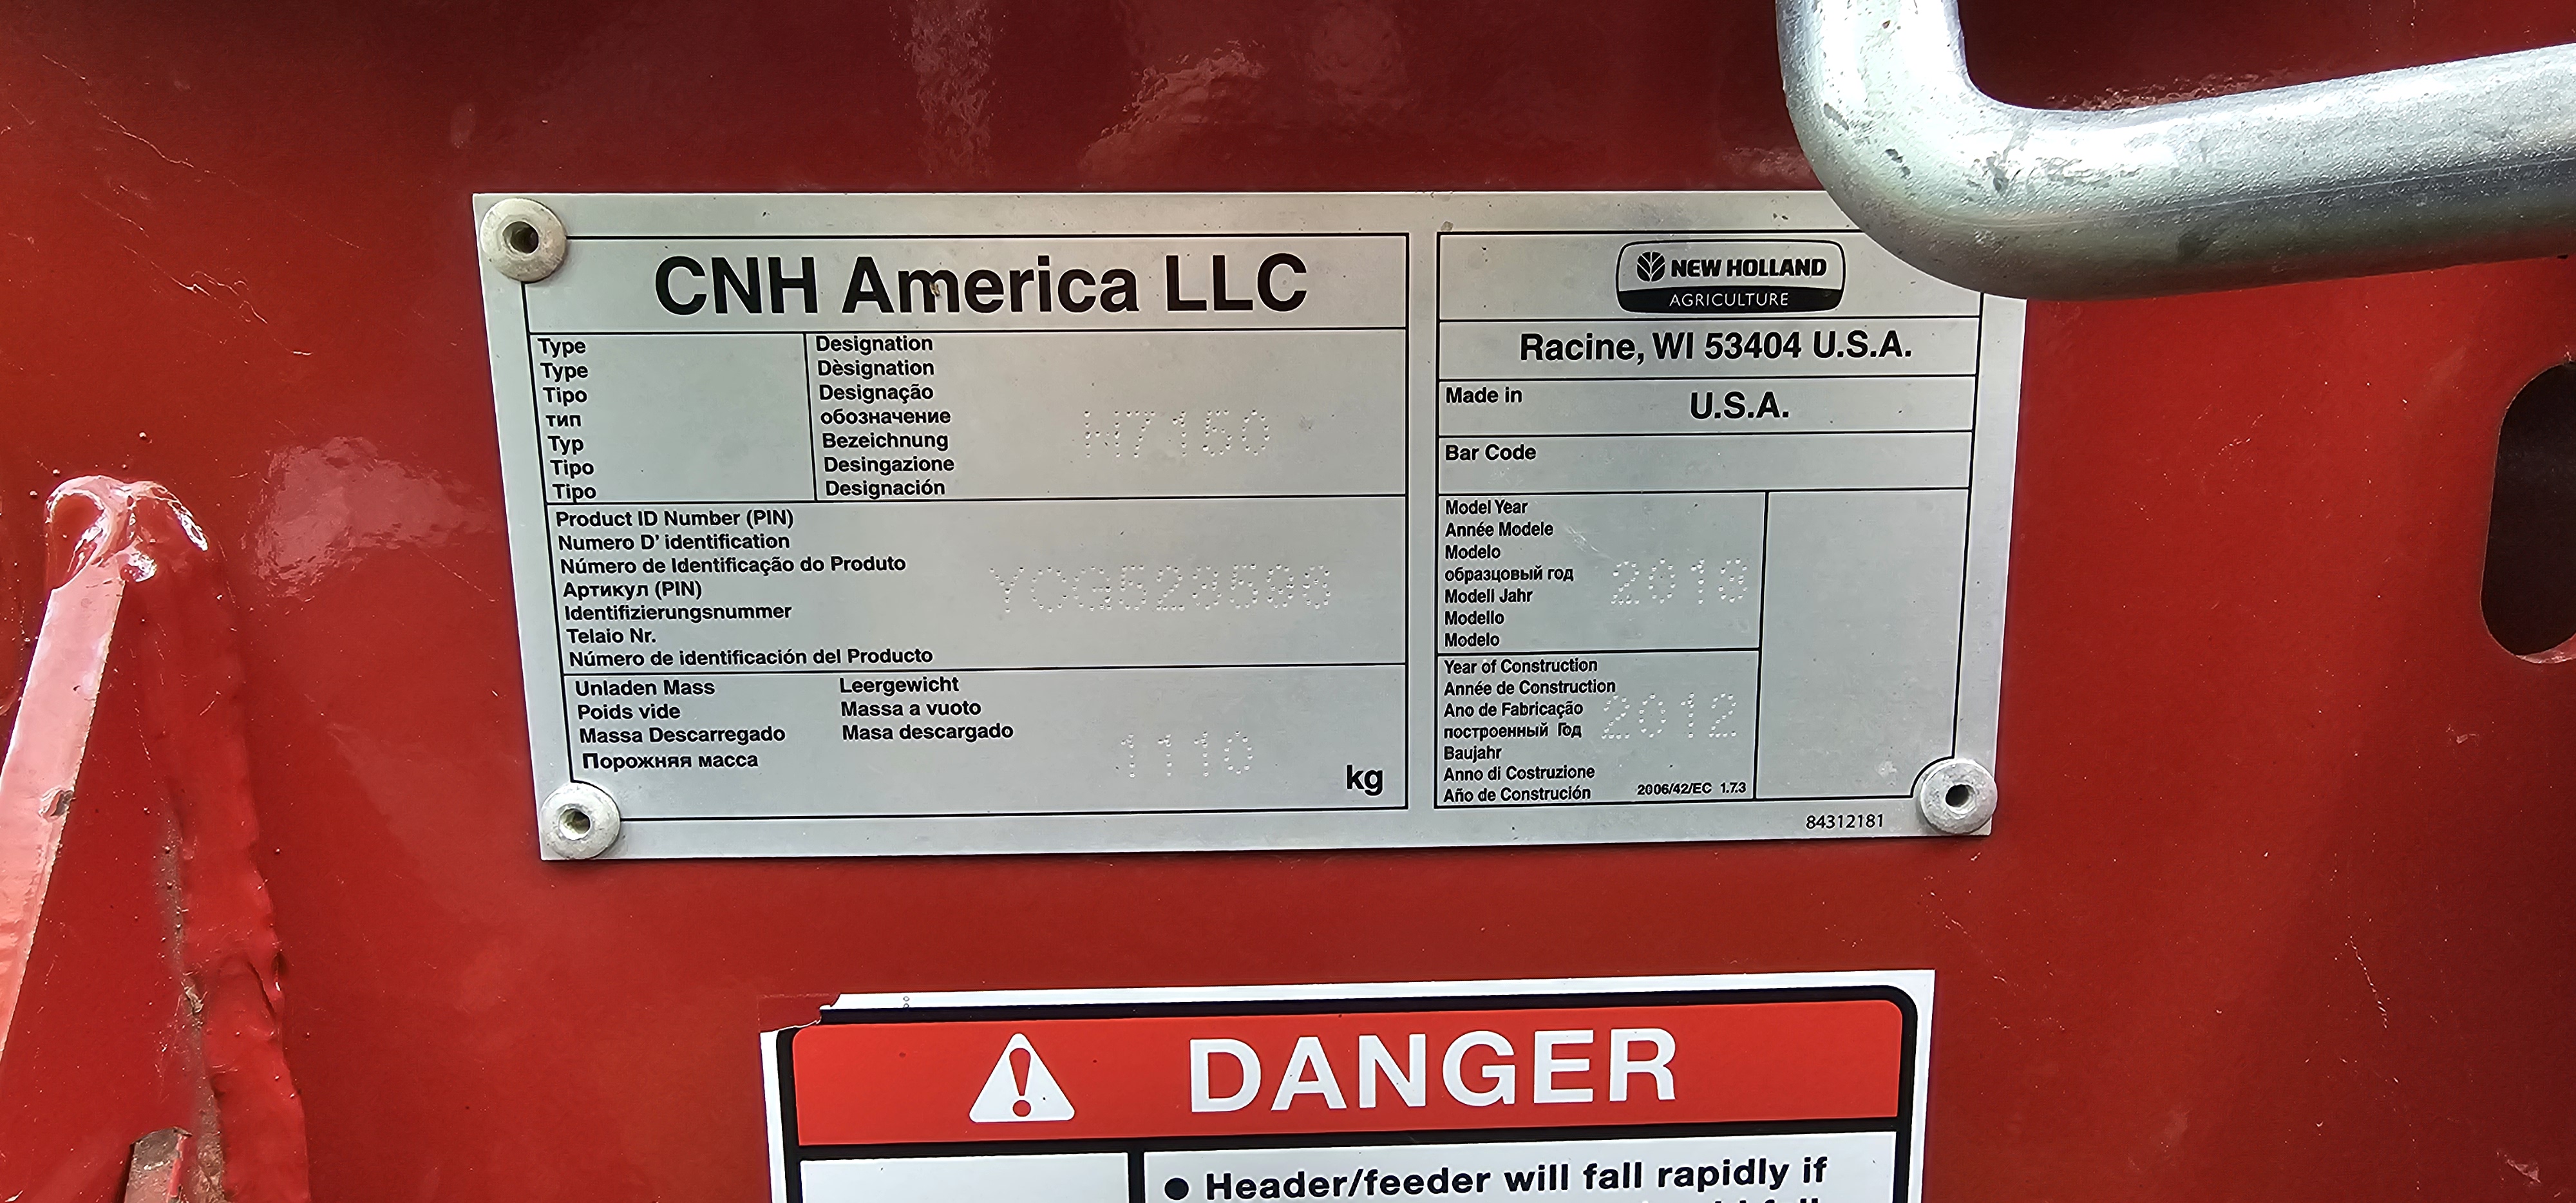 CNH America LLC
Type
Type
Tipo
тип
Typ
Tipo
Tipo
Designation
Dèsignation
Designação
обозначение
Bezeichnung
Desingazione
Designación
H7150
Product ID Number (PIN)
Numero D' identification
Número de Identificação do Produto
Артикул (PIN)
Identifizierungsnummer
Telaio Nr.
Número de identificación del Producto
Unladen Mass
Poids vide
Massa Descarregado
Порожняя масса
Leergewicht
Massa a vuoto
Masa descargado
1110
kg
NEW HOLLAND
AGRICULTURE
Racine, WI 53404 U.S.A.
Made in
U.S.A.
Bar Code
Model Year
Année Modele
Modelo
образцовый год
Modell Jahr
Modello
Modelo
Year of Construction
Année de Construction
Ano de Fabricação
построенный Год
Baujahr
Anno di Costruzione
Año de Construción
2012
2006/42/EC 1.7.3
84312181
DANGER
● Header/feeder will fall rapidly if